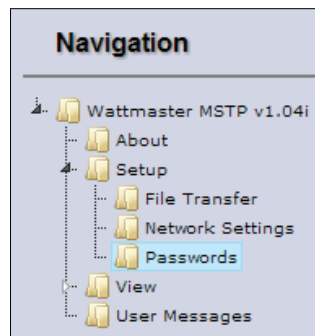 Navigation
Wattmaster MSTP v1.04i
About
Setup
File Transfer
Network Settings
Passwords
View
User Messages